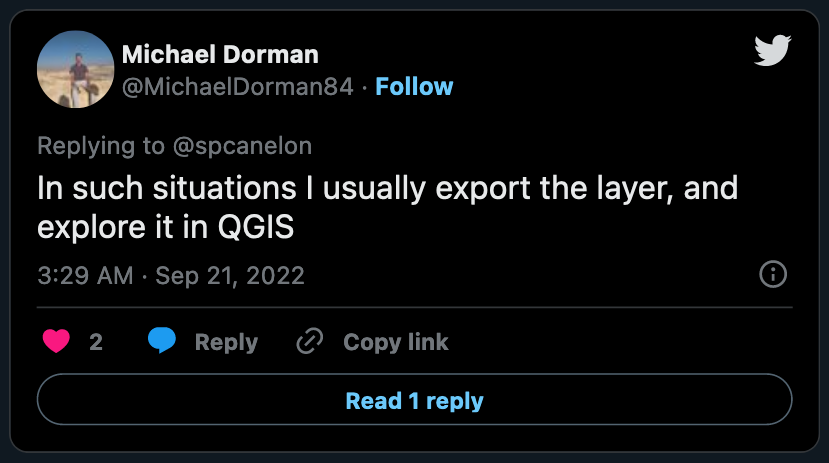 Michael Dorman
@MichaelDorman84 · Follow
Replying to @spcanelon
In such situations I usually export the layer, and
explore it in QGIS
3:29 AM · Sep 21, 2022
2 Reply Copy link
Read 1 reply